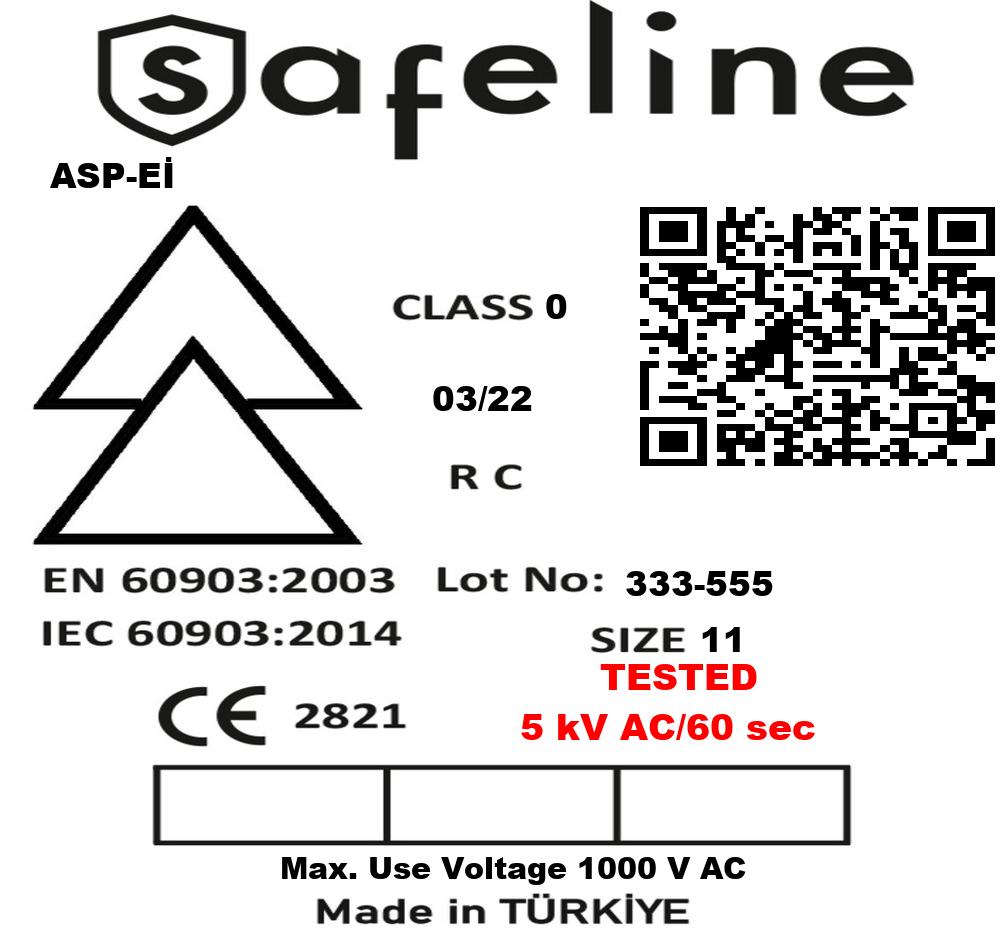 Safeline
ASP-Eİ
CLASS 0
03/22
R C
EN 60903:2003
Lot No: 333-555
IEC 60903:2014
SIZE 11
TESTED
CE 2821
5 kV AC/60 sec
Max. Use Voltage 1000 V AC
Made in TÜRKİYE